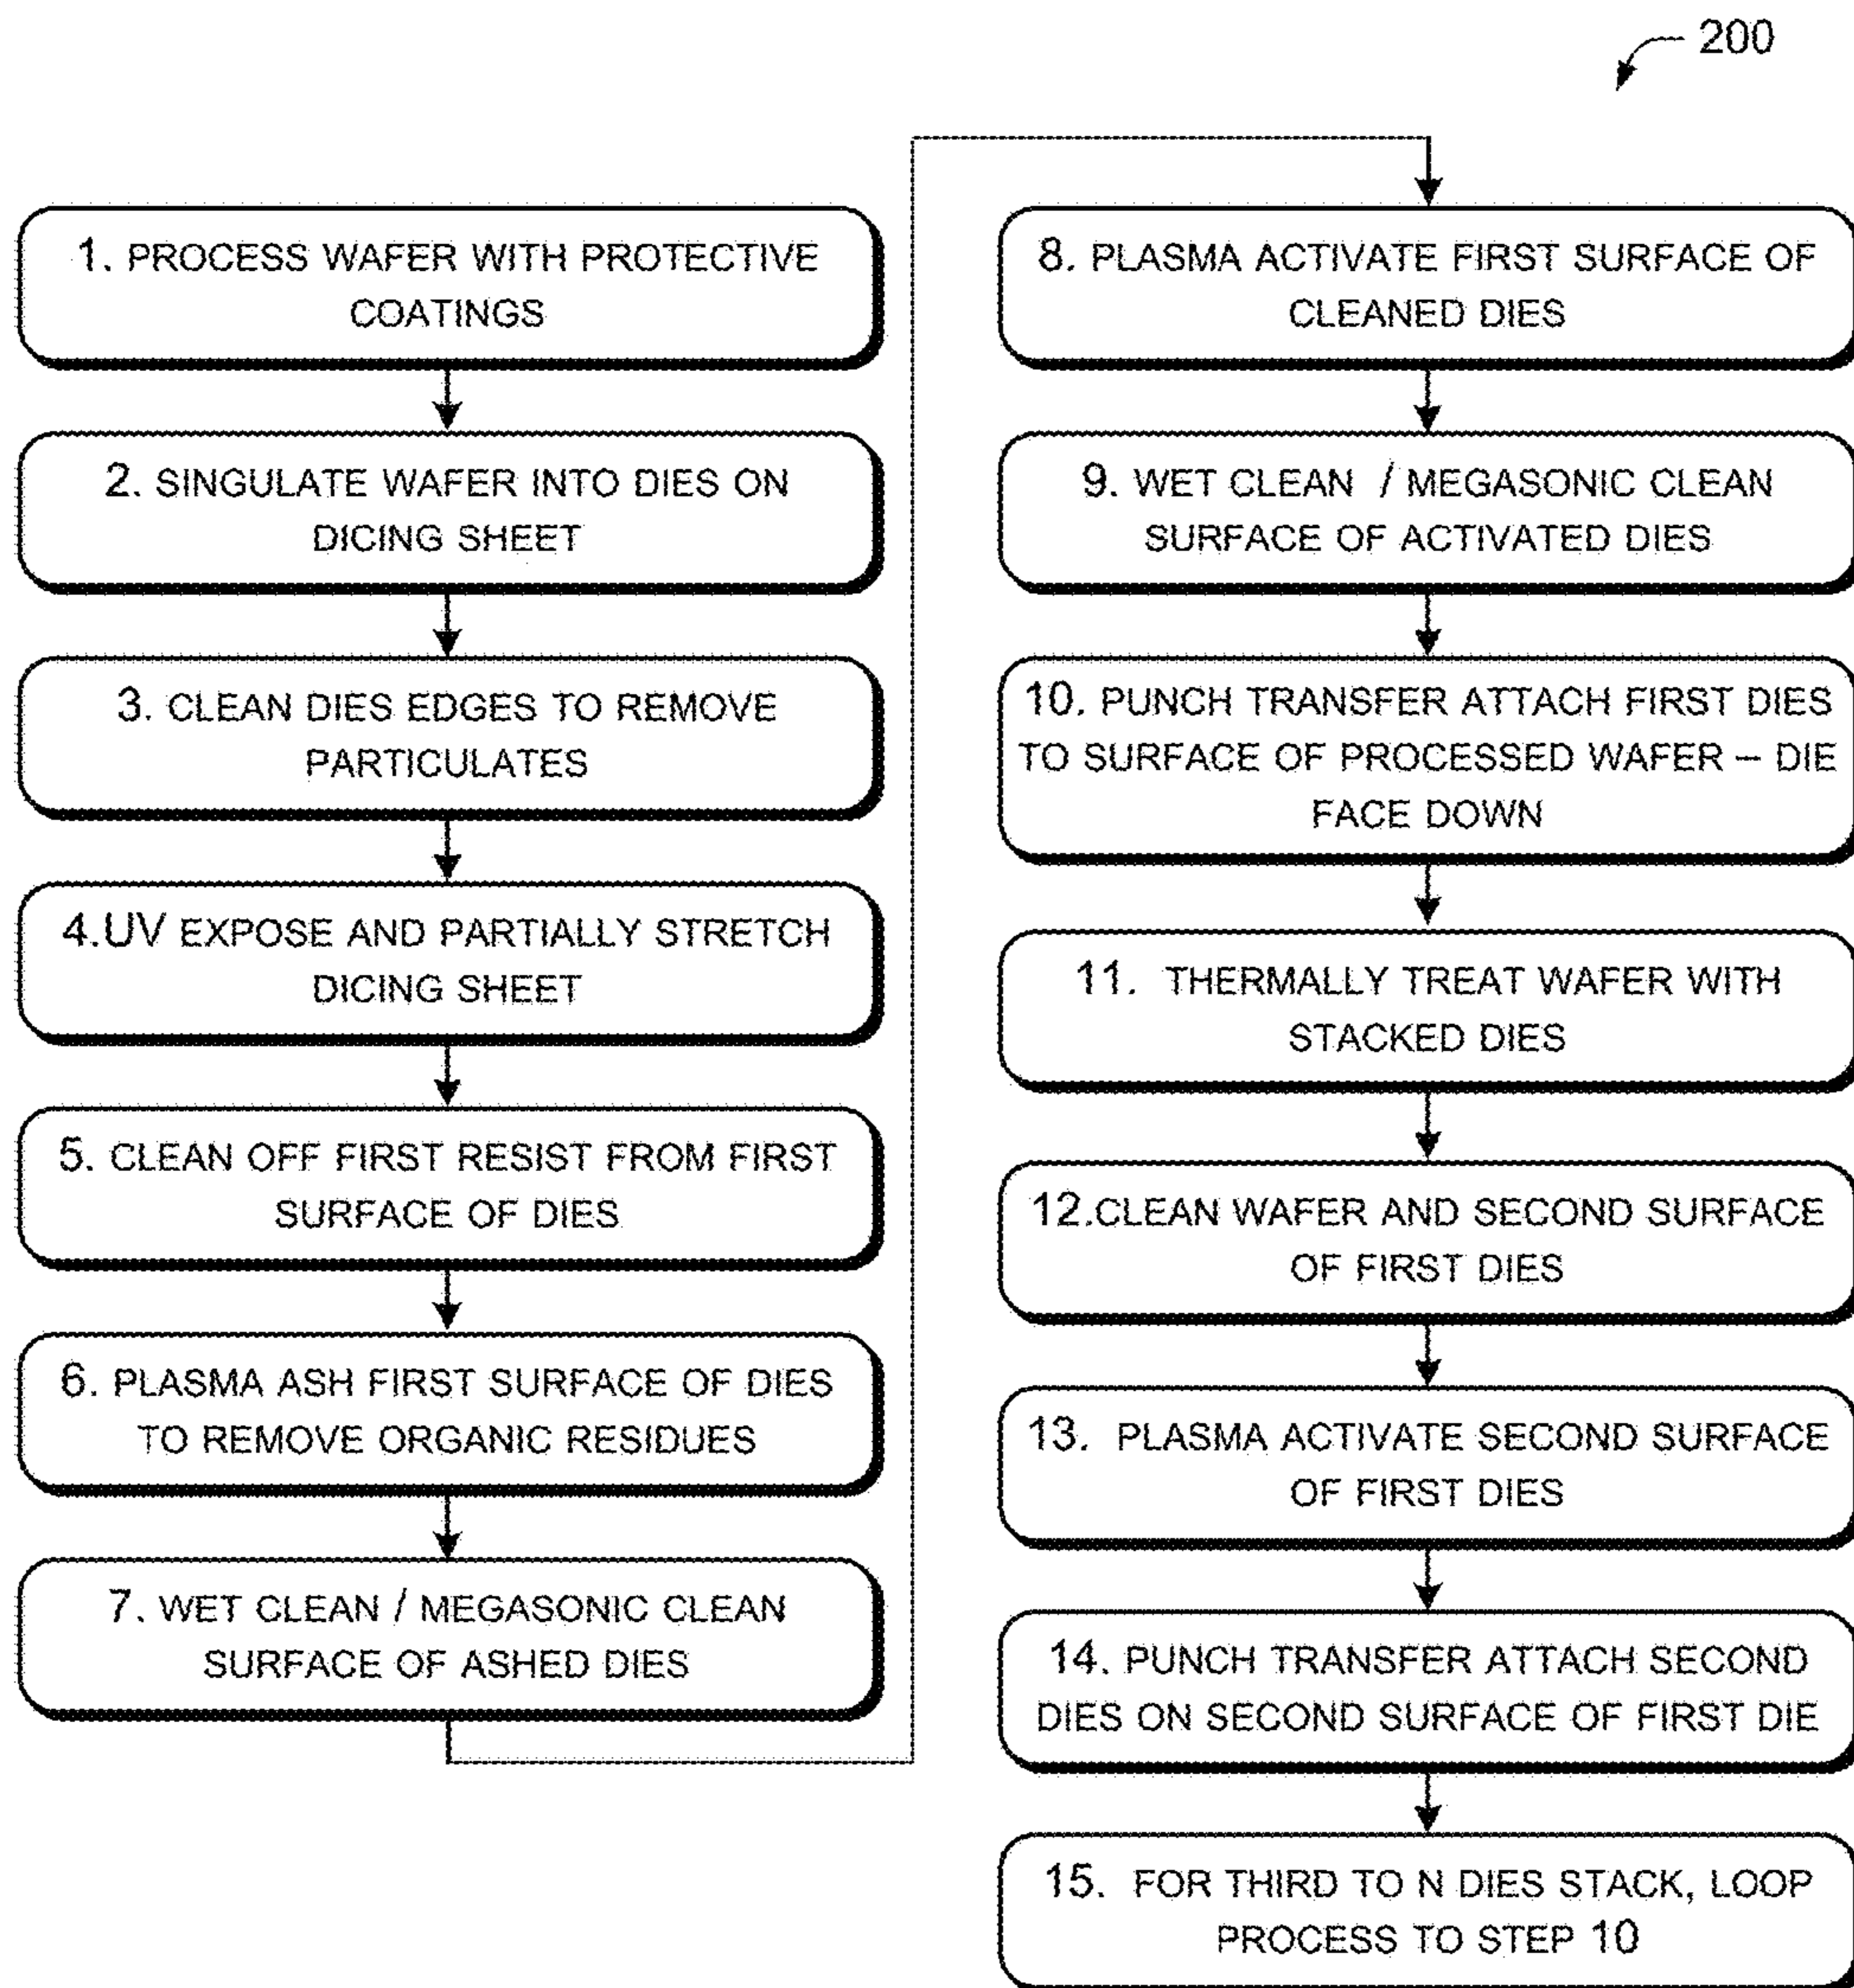 200
1. PROCESS WAFER WITH PROTECTIVE
COATINGS
2. SINGULATE WAFER INTO DIES ON
DICING SHEET
3. CLEAN DIES EDGES TO REMOVE
PARTICULATES
4.UV EXPOSE AND PARTIALLY STRETCH
DICING SHEET
5. CLEAN OFF FIRST RESIST FROM FIRST
SURFACE OF DIES
6. PLASMA ASH FIRST SURFACE OF DIES
TO REMOVE ORGANIC RESIDUES
7. WET CLEAN / MEGASONIC CLEAN
SURFACE OF ASHED DIES
8. PLASMA ACTIVATE FIRST SURFACE OF
CLEANED DIES
9. WET CLEAN / MEGASONIC CLEAN
SURFACE OF ACTIVATED DIES
10. PUNCH TRANSFER ATTACH FIRST DIES
TO SURFACE OF PROCESSED WAFER – DIE
FACE DOWN
11. THERMALLY TREAT WAFER WITH
STACKED DIES
12.CLEAN WAFER AND SECOND SURFACE
OF FIRST DIES
13. PLASMA ACTIVATE SECOND SURFACE
OF FIRST DIES
14. PUNCH TRANSFER ATTACH SECOND
DIES ON SECOND SURFACE OF FIRST DIE
15. FOR THIRD TO N DIES STACK, LOOP
PROCESS TO STEP 10